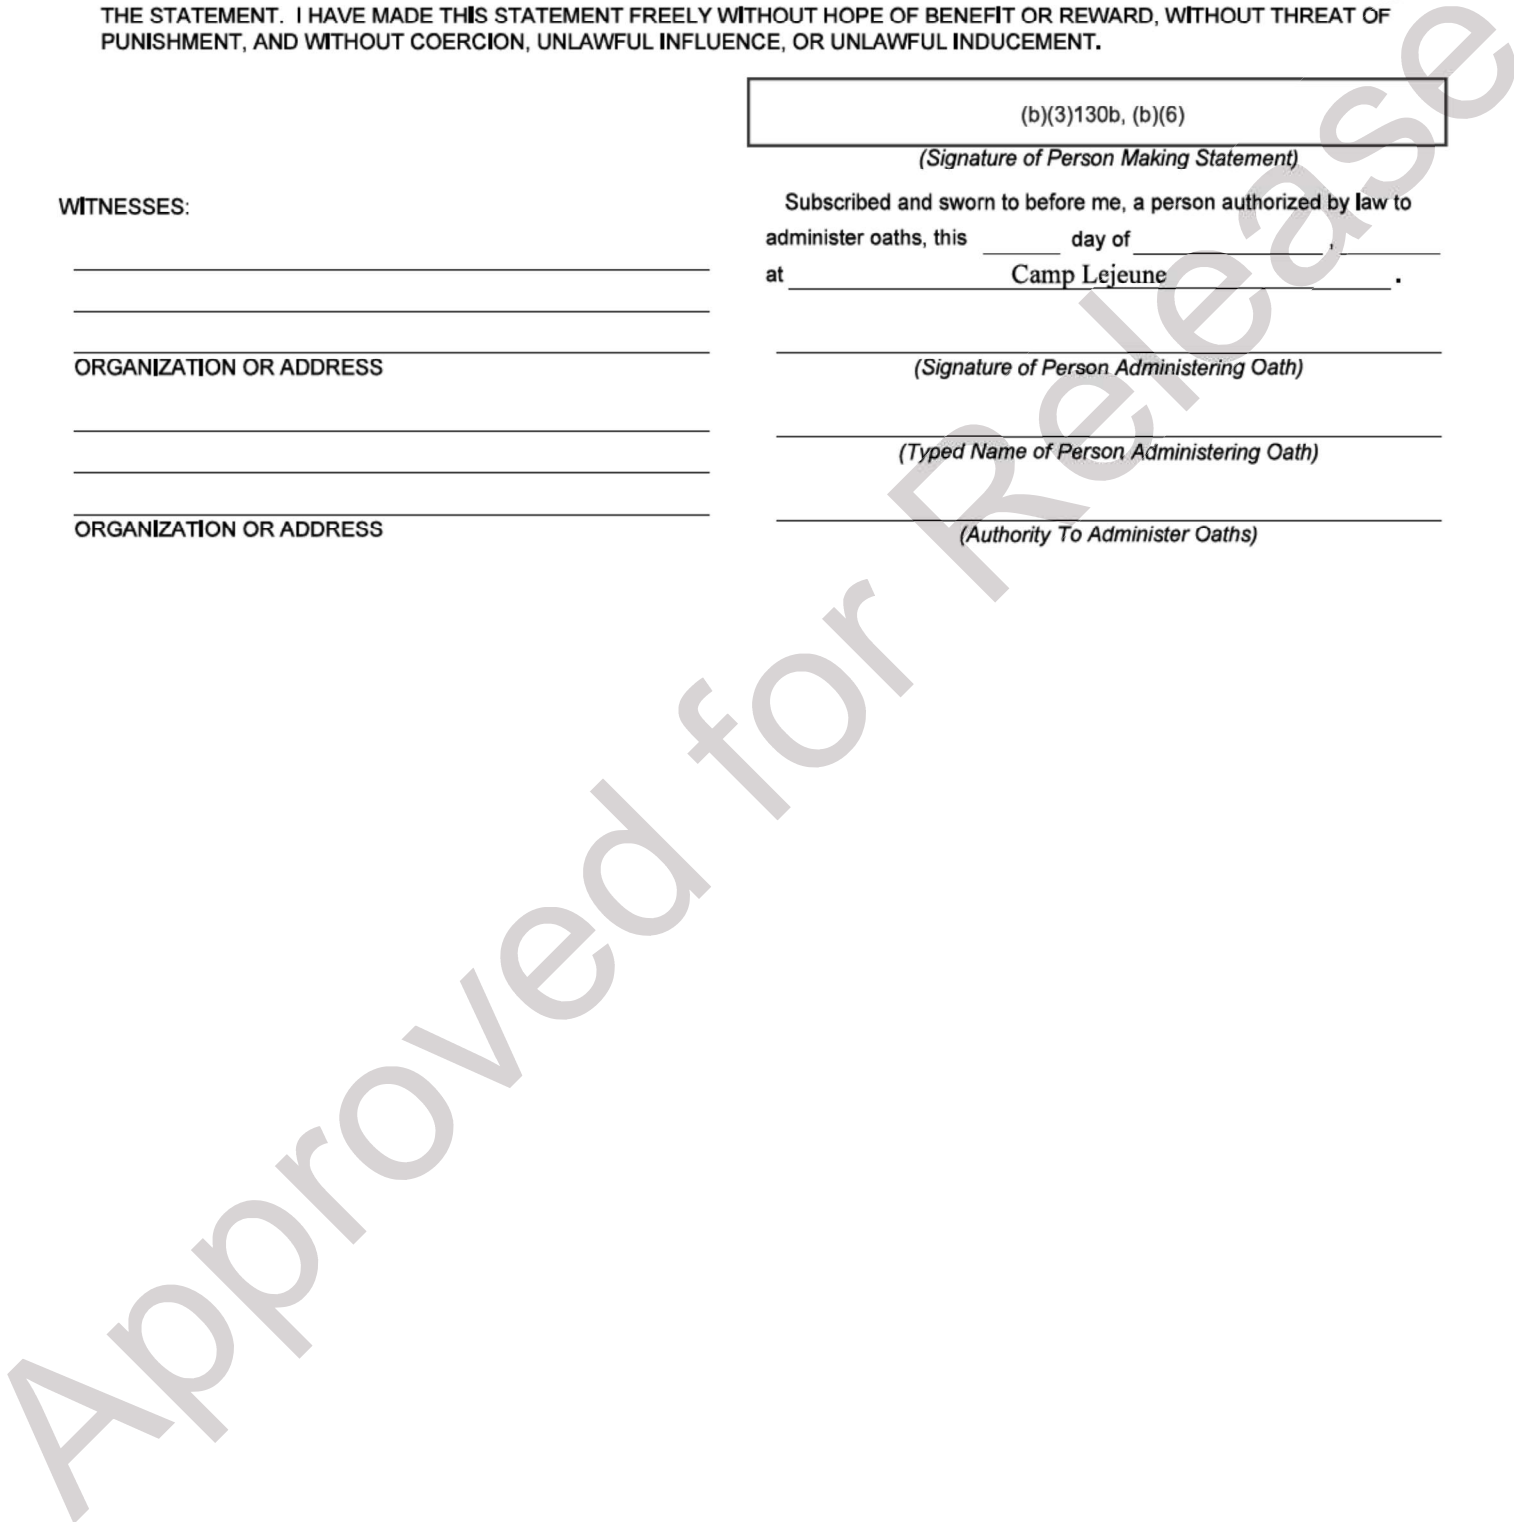 THE STATEMENT. I HAVE MADE THIS STATEMENT FREELY WITHOUT HOPE OF BENEFIT OR REWARD, WITHOUT THREAT OF
PUNISHMENT, AND WITHOUT COERCION, UNLAWFUL INFLUENCE, OR UNLAWFUL INDUCEMENT.
(b)(3)130b, (b)(6)
(Signature of Person Making Statement)
WITNESSES:
Subscribed and sworn to before me, a person authorized by law to
administer oaths, this day of ,
at Camp Lejeune .
ORGANIZATION OR ADDRESS
(Signature of Person Administering Oath)
(Typed Name of Person Administering Oath)
ORGANIZATION OR ADDRESS
(Authority To Administer Oaths)
Approved for Release